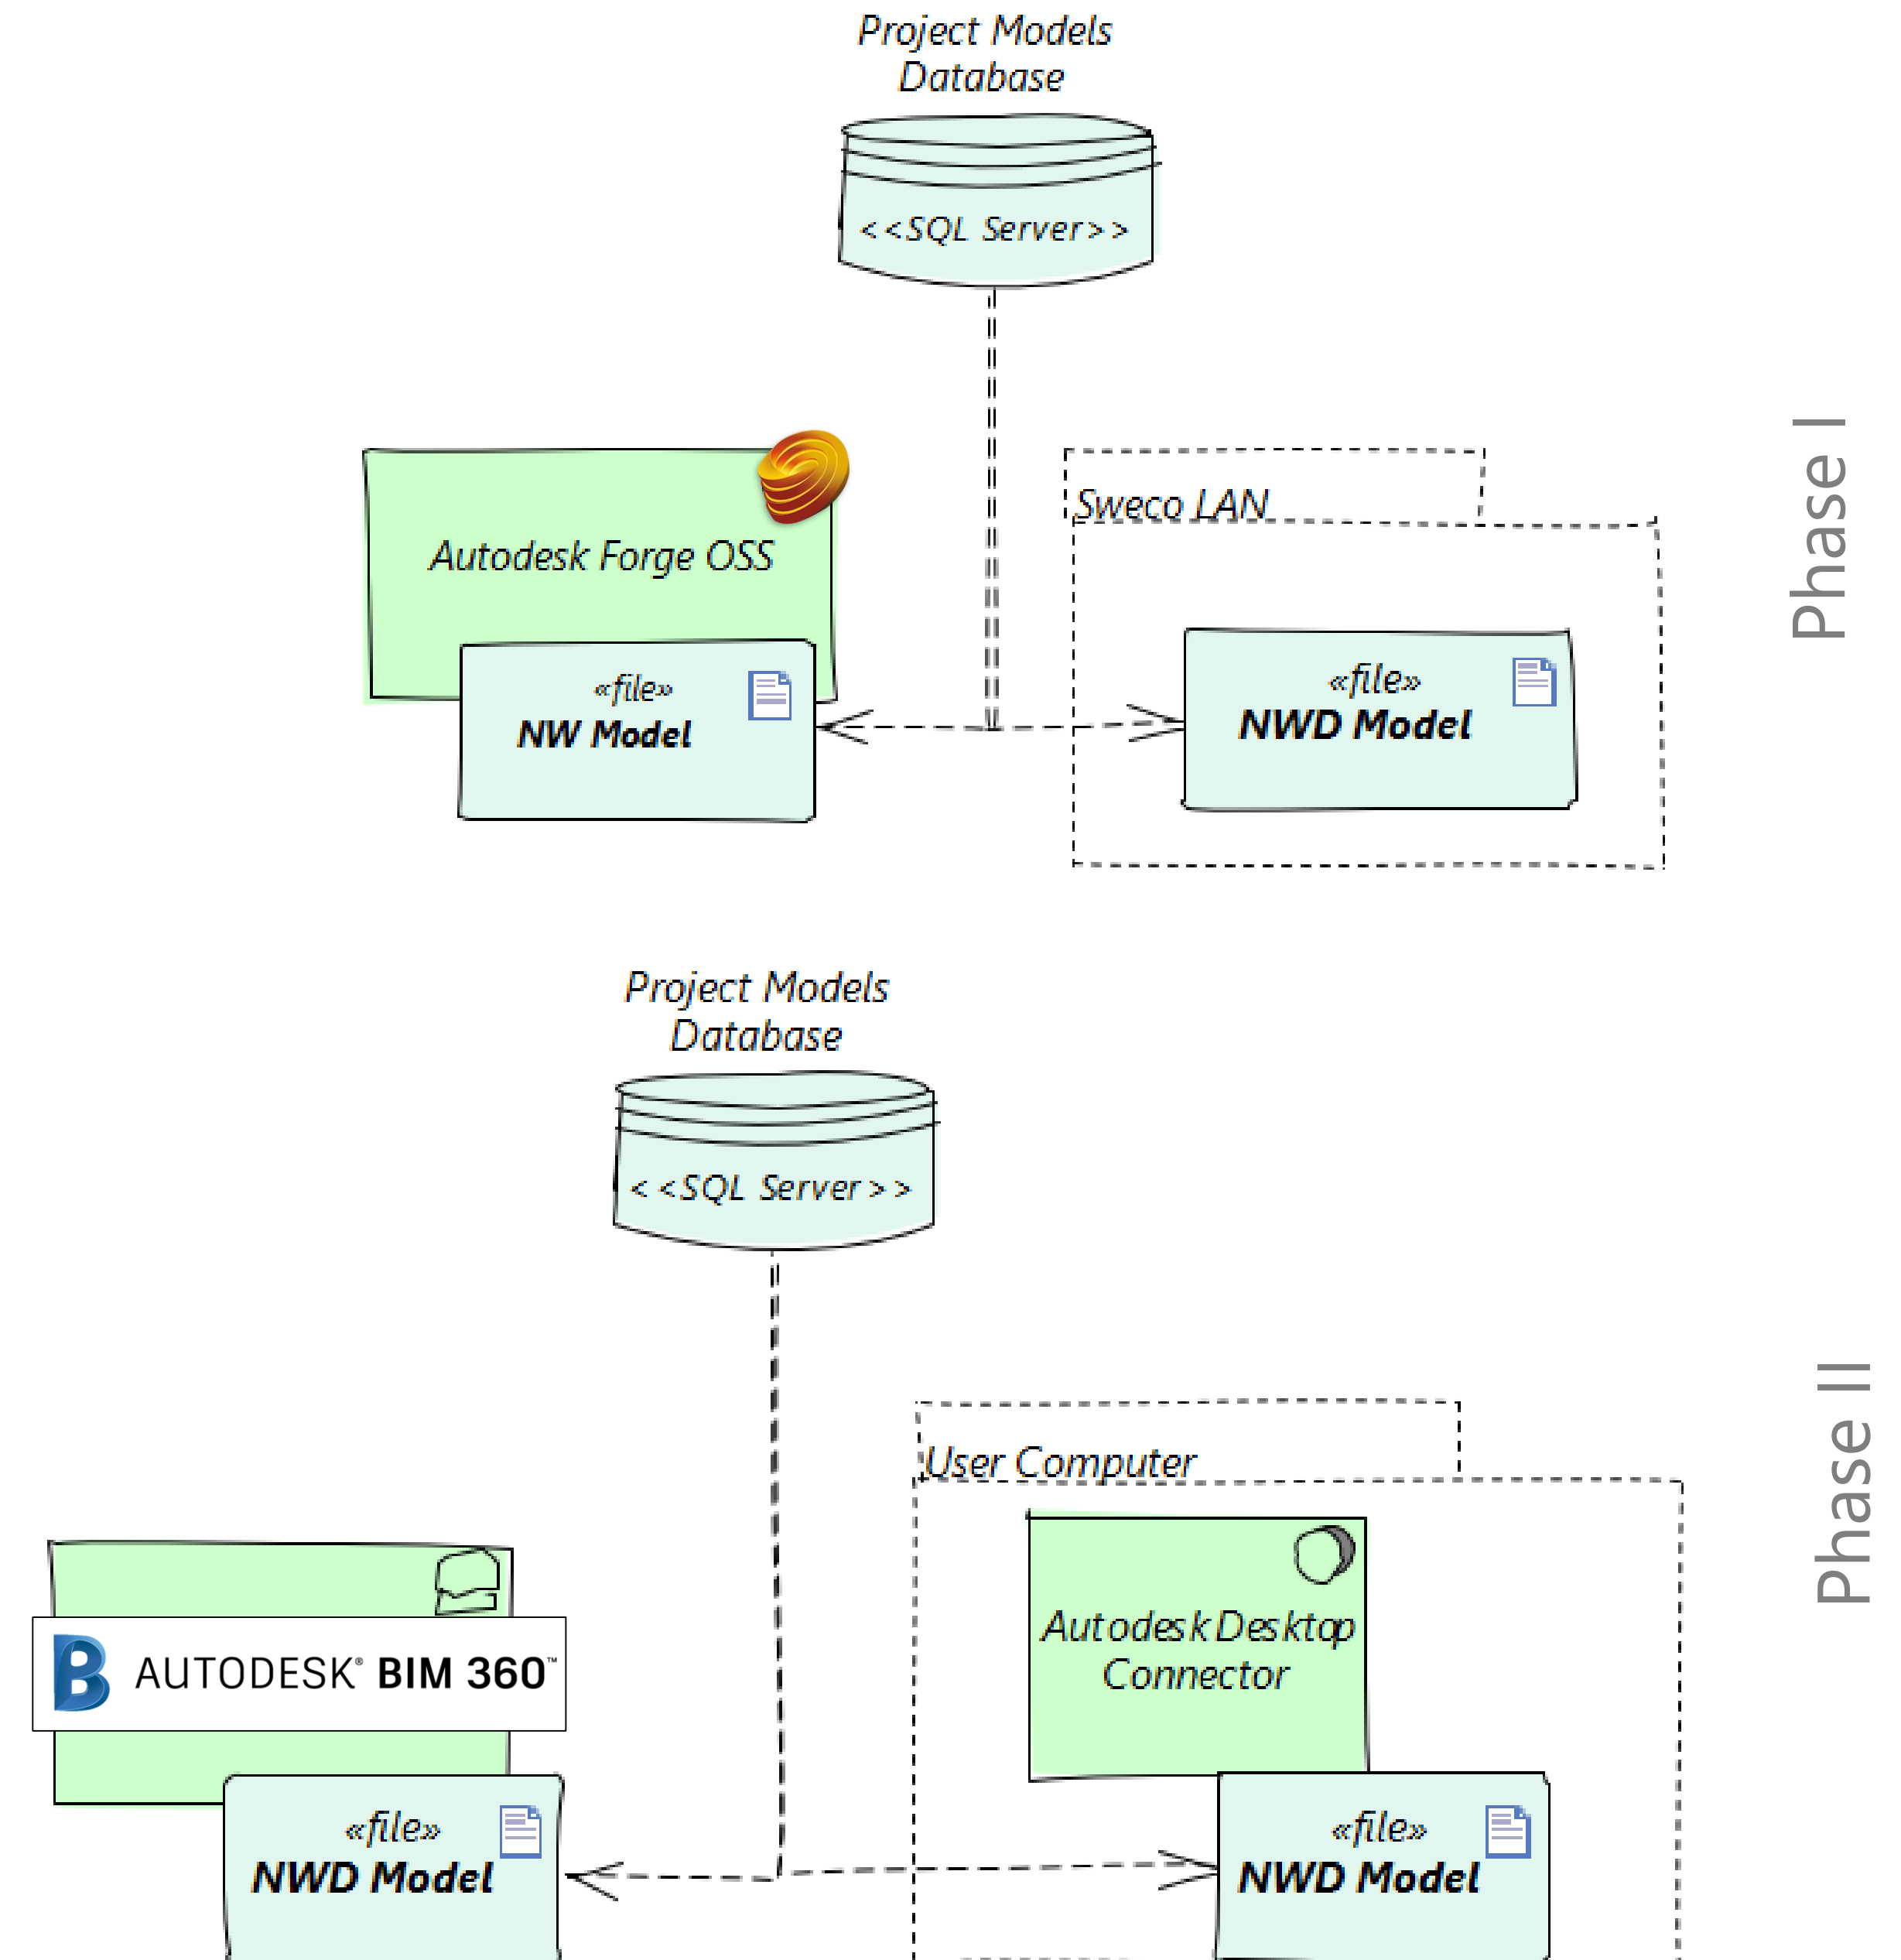 Project Models
Database
<<SQL Server>>
Phase I
Autodesk Forge OSS
Sweco LAN
«file»
NW Model
«file»
NWD Model
Project Models
Database
<<SQL Server>>
Phase II
User Computer
AUTODESK® BIM 360™
Autodesk Desktop
Connector
«file»
NWD Model
«file»
NWD Model